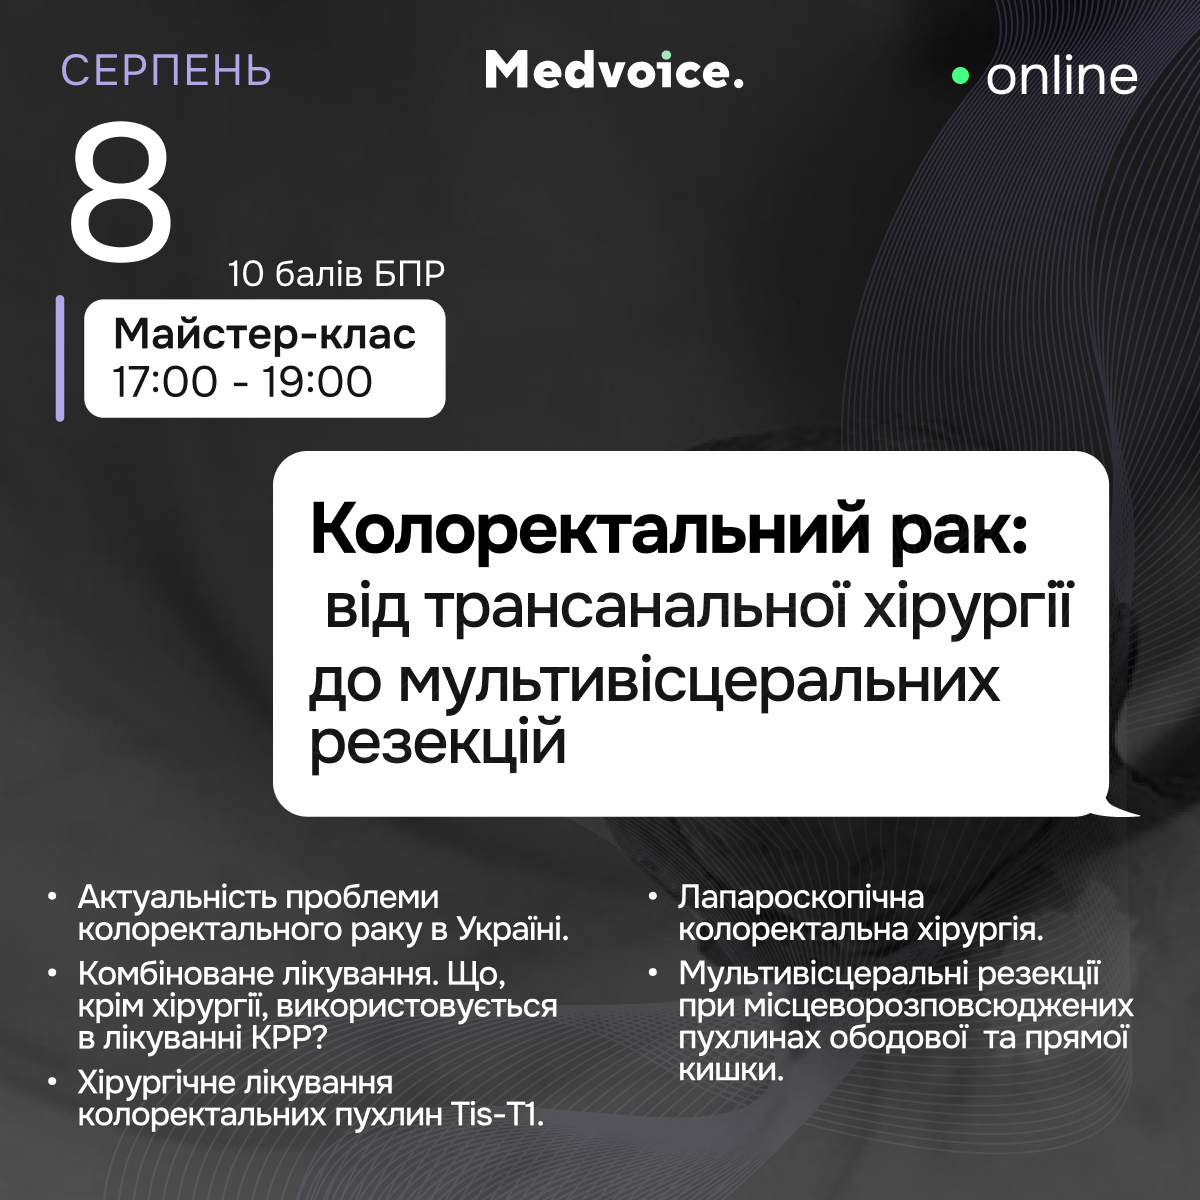 СЕРПЕНЬ
Medvoice.
online
8
10 балів БПР
Майстер-клас
17:00 - 19:00
Колоректальний рак:
від трансанальної хірургії
до мультивісцеральних
резекцій
• Актуальність проблеми
колоректального раку в Україні.
• Комбіноване лікування. Що,
крім хірургії, використовується
в лікуванні КРР?
• Хірургічне лікування
колоректальних пухлин Tis-T1.
• Лапароскопічна
колоректальна хірургія.
• Мультивісцеральні резекції
при місцеворозповсюджених
пухлинах ободової та прямої
кишки.